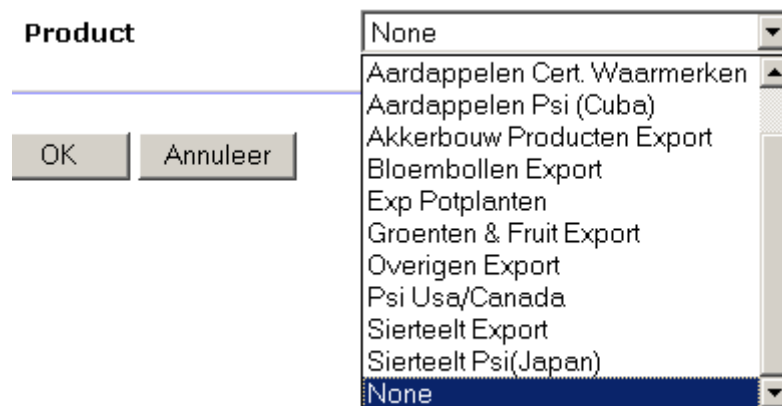 Product None
Aardappelen Cert. Waarmerken
Aardappelen Psi (Cuba)
Akkerbouw Producten Export
OK Annuleer
Bloembollen Export
Exp Potplanten
Groenten & Fruit Export
Overigen Export
Psi Usa/Canada
Sierteelt Export
Sierteelt Psi(Japan)
None